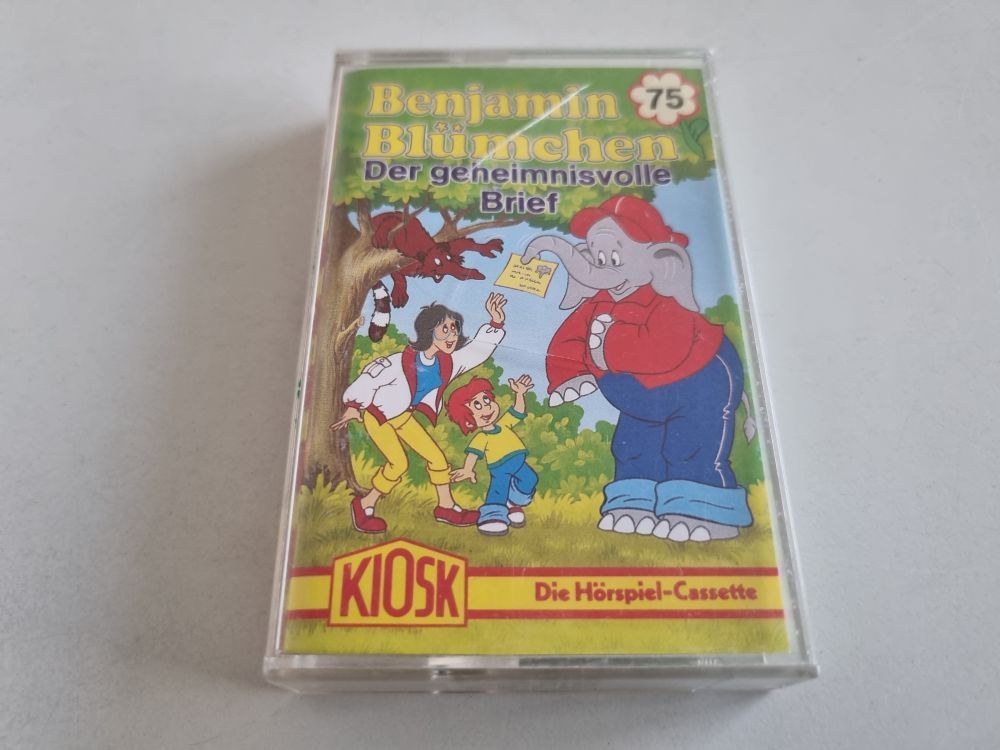 Benjamin
Blümchen
75
Der geheimnisvolle
Brief
KIOSK
Die Hörspiel-Cassette